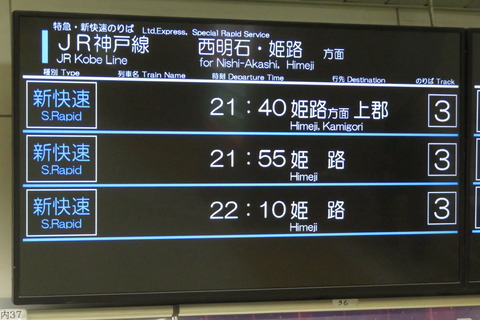 特急・新快速のりば Ltd.Express, Special Rapid Service
JR神戸線 西明石・姫路 方面
JR Kobe Line for Nishi-Akashi, Himeji
種別 Type 列車名 Train Name 時刻 Departure Time 行先 Destination のりば Track
新快速 21:40 姫路方面 上郡 3
S.Rapid Himeji, Kamigori
新快速 21:55 姫 路 3
S.Rapid Himeji
新快速 22:10 姫 路 3
S.Rapid Himeji
内37 36